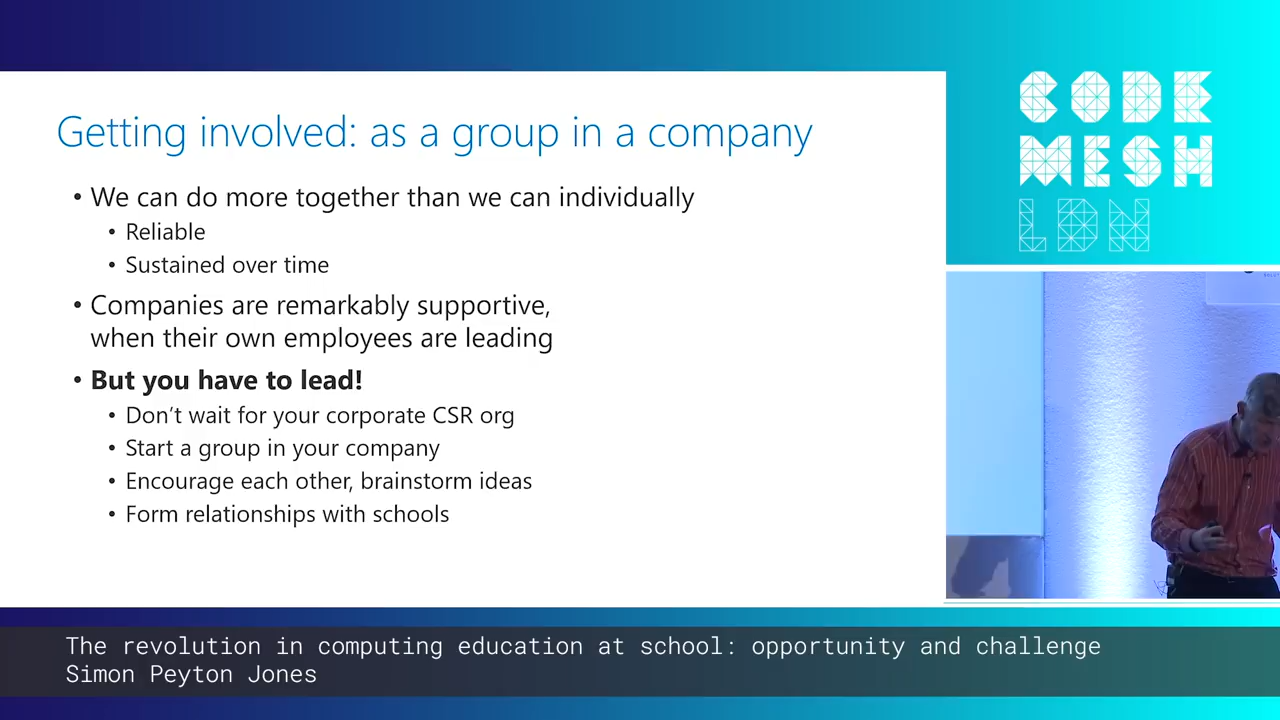 Getting involved: as a group in a company
• We can do more together than we can individually
• Reliable
• Sustained over time
• Companies are remarkably supportive,
when their own employees are leading
• But you have to lead!
• Don't wait for your corporate CSR org
• Start a group in your company
• Encourage each other, brainstorm ideas
• Form relationships with schools
CODE
MESH
LDN
The revolution in computing education at school: opportunity and challenge
Simon Peyton Jones